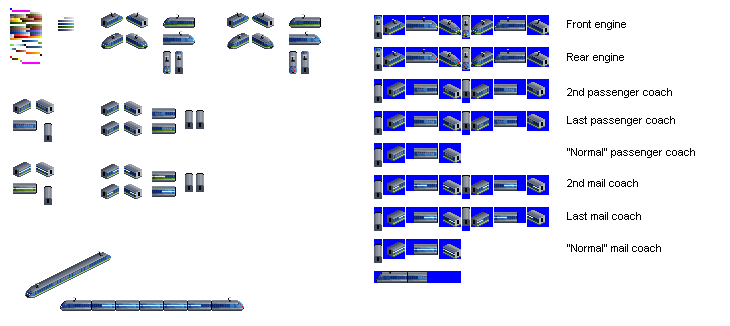 Front engine
Rear engine
2nd passenger coach
Last passenger coach
"Normal" passenger coach
2nd mail coach
Last mail coach
"Normal" mail coach